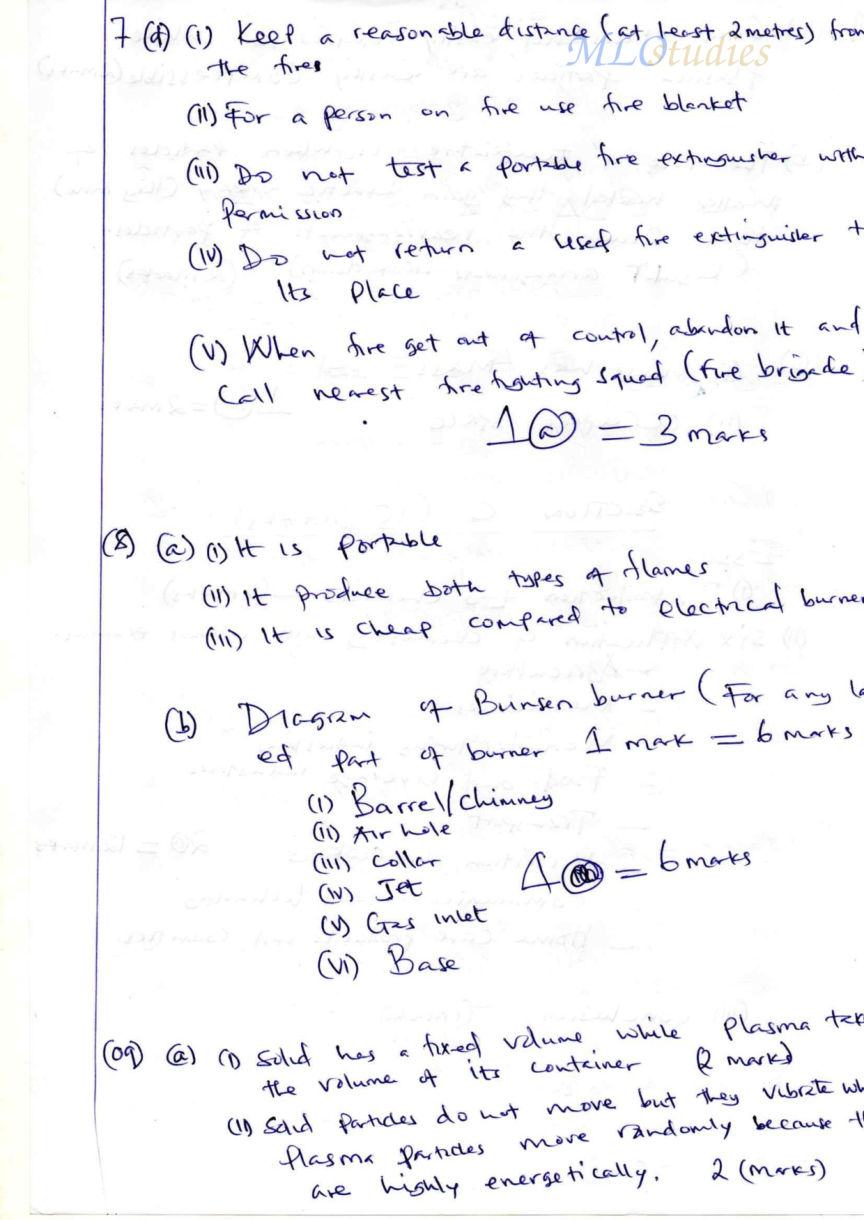 7 (d) (i) Keep a reasonable distance (at least 2 metres) from
MLOtudies
the fires
(ii) For a person on fire use fire blanket
(iii) Do not test a portable fire extinguisher with
permission
(iv) Do not return a used fire extinguisher t
Its place
(v) When fire get out of control, abandon it and
Call nearest fire fighting squad (fire brigade)
1@ = 3 marks
(8) (a) (i) It is portable
(ii) It produce both types of flames
(iii) It is cheap compared to electrical burner
(b) Diagram of Bunsen burner (For any la
ed part of burner 1 mark = 6 marks
(i) Barrel/chimney
(ii) Air hole
(iii) Collar
(iv) Jet
1 = 6 marks
(v) Gas inlet
(vi) Base
(09) (a) (i) Solid has a fixed volume while plasma tak
the volume of its container (2 marks)
(ii) Solid particles do not move but they vibrate wh
plasma particles move randomly because th
are highly energetically. 2 (marks)